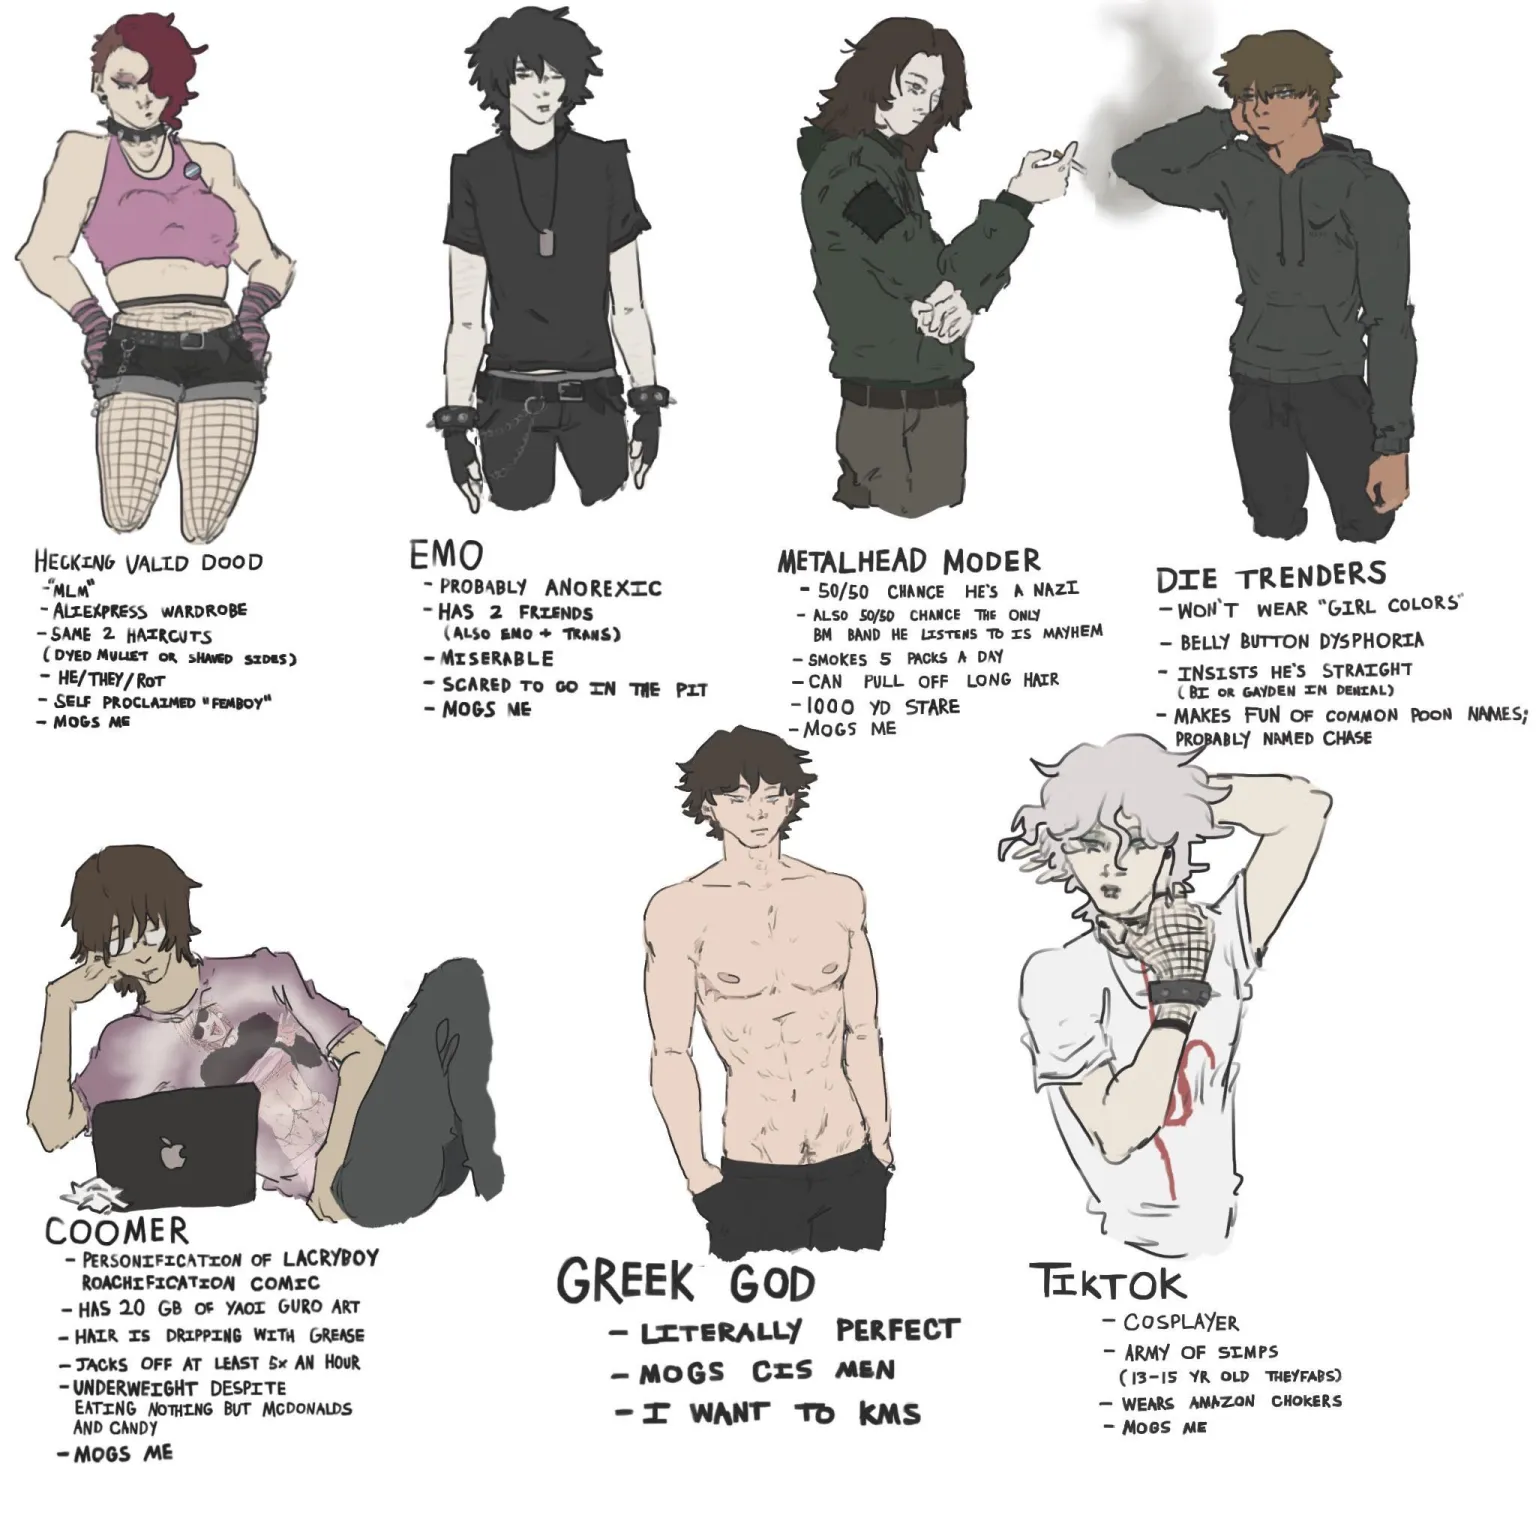 HECKING VALID DOOD
- "MLM"
- ALIEXPRESS WARDROBE
- SAME 2 HAIRCUTS
(DYED MULLET OR SHAVED SIDES)
- HE/THEY/ROT
- SELF PROCLAIMED "FEMBOY"
- MOGS ME
EMO
- PROBABLY ANOREXIC
- HAS 2 FRIENDS
(ALSO EMO + TRANS)
- MISERABLE
- SCARED TO GO IN THE PIT
- MOGS ME
METALHEAD MODER
- 50/50 CHANCE HE'S A NAZI
- ALSO 50/50 CHANCE THE ONLY
BM BAND HE LISTENS TO IS MAYHEM
- SMOKES 5 PACKS A DAY
- CAN PULL OFF LONG HAIR
- 1000 YD STARE
- MOGS ME
DIE TRENDERS
- WON'T WEAR "GIRL COLORS"
- BELLY BUTTON DYSPHORIA
- INSISTS HE'S STRAIGHT
(BI OR GAYDEN IN DENIAL)
- MAKES FUN OF COMMON POON NAMES;
PROBABLY NAMED CHASE
COOMER
- PERSONIFICATION OF LACRYBOY
ROACHIFICATION COMIC
- HAS 20 GB OF YAOI GURO ART
- HAIR IS DRIPPING WITH GREASE
- JACKS OFF AT LEAST 5x AN HOUR
- UNDERWEIGHT DESPITE
EATING NOTHING BUT MCDONALDS
AND CANDY
- MOGS ME
GREEK GOD
- LITERALLY PERFECT
- MOGS CIS MEN
- I WANT TO KMS
TIKTOK
- COSPLAYER
- ARMY OF SIMPS
(13-15 YR OLD THEYFABS)
- WEARS AMAZON CHOKERS
- MOGS ME